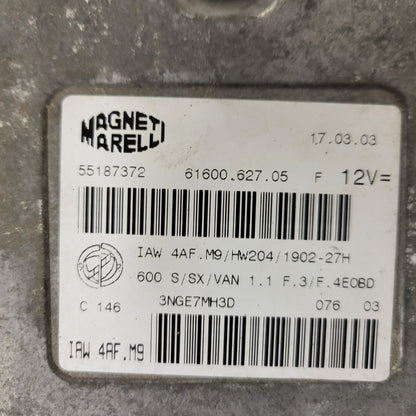 MAGNETI
MARELLI
17.03.03
55187372 61600.627.05 F 12V=
IAW 4AF.M9/HW204/1902-27H
600 S/SX/VAN 1.1 F.3/F.4EOBD
C 146 3NGE7MH3D 076 03
IAW 4AF.M9